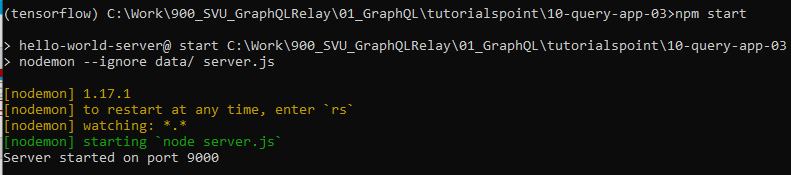 (tensorflow) C:\Work\900_SVU_GraphQLRelay\01_GraphQL\tutorialspoint\10-query-app-03>npm start
> hello-world-server@ start C:\Work\900_SVU_GraphQLRelay\01_GraphQL\tutorialspoint\10-query-app-03
> nodemon --ignore data/ server.js
[nodemon] 1.17.1
[nodemon] to restart at any time, enter `rs`
[nodemon] watching: *.*
[nodemon] starting `node server.js`
Server started on port 9000